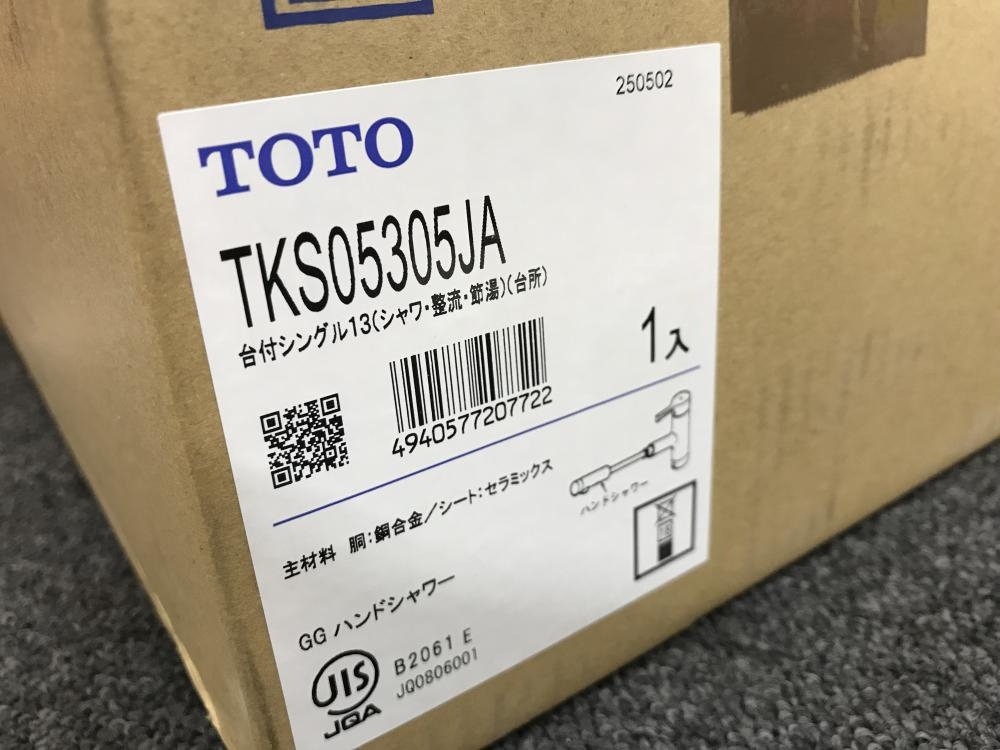 250502
TOTO
TKS05305JA
台付シングル13(シャワ・整流・節湯)(台所)
1入
4940577207722
ハンドシャワー
主材料 胴:銅合金/シート:セラミックス
18
GG ハンドシャワー
JIS
JQA
B2061 E
JQ0806001